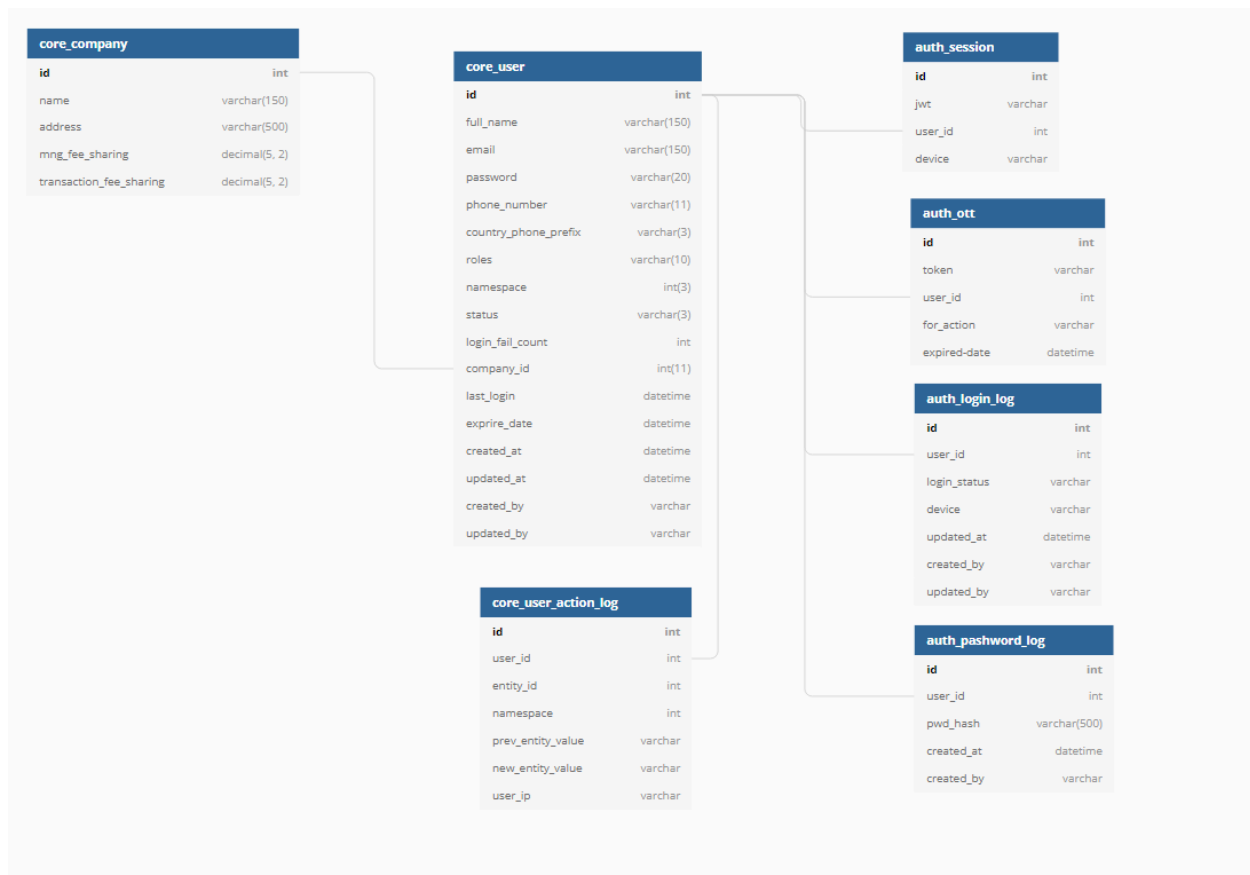 core_company
id int
name varchar(150)
address varchar(500)
mng_fee_sharing decimal(5, 2)
transaction_fee_sharing decimal(5, 2)
core_user
id int
full_name varchar(150)
email varchar(150)
password varchar(20)
phone_number varchar(11)
country_phone_prefix varchar(3)
roles varchar(10)
namespace int(3)
status varchar(3)
login_fail_count int
company_id int(11)
last_login datetime
exprire_date datetime
created_at datetime
updated_at datetime
created_by varchar
updated_by varchar
core_user_action_log
id int
user_id int
entity_id int
namespace int
prev_entity_value varchar
new_entity_value varchar
user_ip varchar
auth_session
id int
jwt varchar
user_id int
device varchar
auth_ott
id int
token varchar
user_id int
for_action varchar
expired-date datetime
auth_login_log
id int
user_id int
login_status varchar
device varchar
updated_at datetime
created_by varchar
updated_by varchar
auth_pashword_log
id int
user_id int
pwd_hash varchar(500)
created_at datetime
created_by varchar